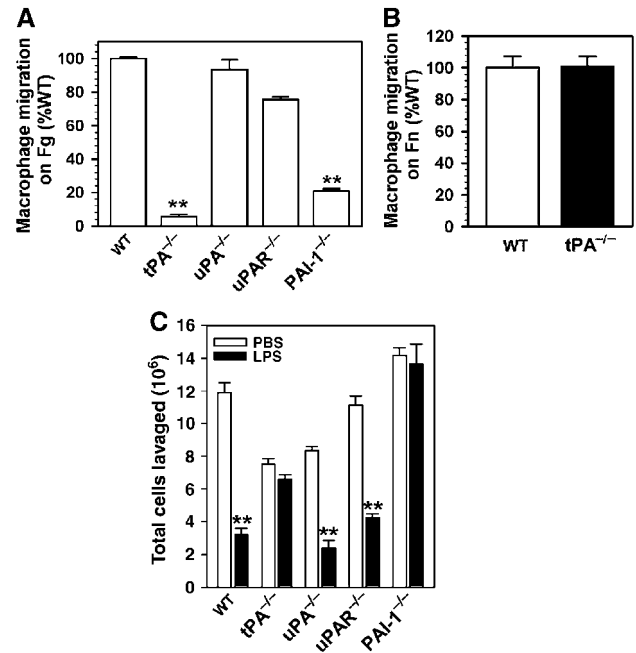 A
Macrophage migration
on Fg (%WT)
100
80
60
40
20
0
**
**
WT
tPA−/−
uPA−/−
uPAR−/−
PAI-1−/−
B
Macrophage migration
on Fn (%WT)
120
100
80
60
40
20
0
WT
tPA−/−
C
Total cells lavaged (10⁶)
16
14
12
10
8
6
4
2
0
PBS
LPS
**
**
**
WT
tPA−/−
uPA−/−
uPAR−/−
PAI-1−/−